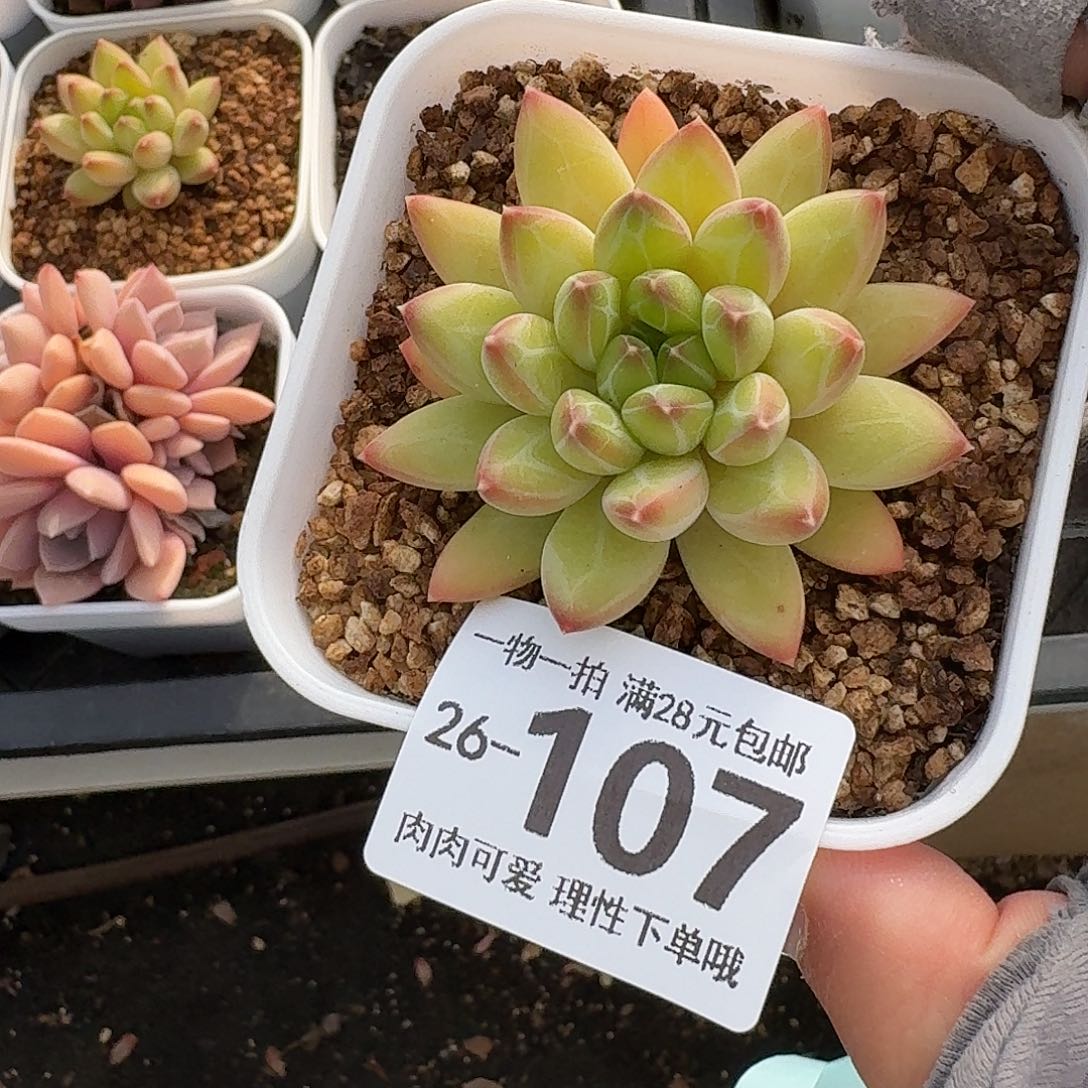 一物一拍 满28元包邮
26-107
肉肉可爱 理性下单哦